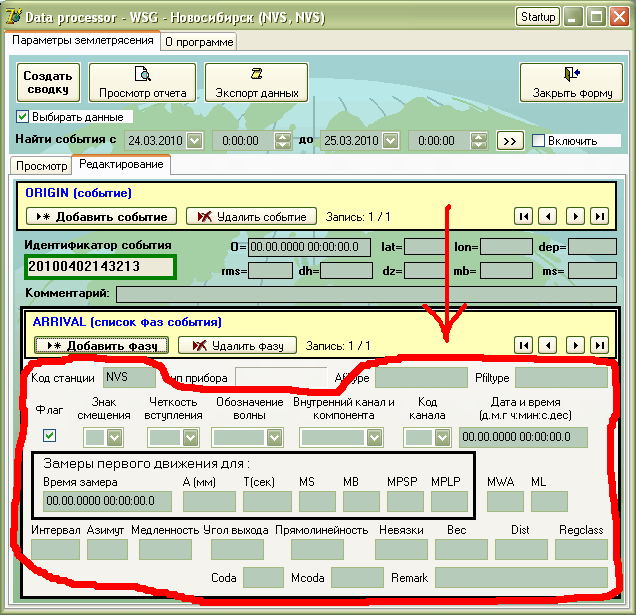 Data processor - WSG - Новосибирск (NVS, NVS)
Startup
Параметры землетрясения
О программе
Создать сводку
Просмотр отчета
Экспорт данных
Закрыть форму
Выбирать данные
Найти события с 24.03.2010 0:00:00 до 25.03.2010 0:00:00 >> Включить
Просмотр
Редактирование
ORIGIN (событие)
Добавить событие
Удалить событие
Запись: 1 / 1
Идентификатор события
O= 00.00.0000 00:00:00.0 lat= lon= dep=
20100402143213
rms= dh= dz= mb= ms=
Комментарий:
ARRIVAL (список фаз события)
Добавить фазу
Удалить фазу
Запись: 1 / 1
Код станции NVS ип прибора Afiltype Pfiltype
Флаг
Знак смещения
Четкость вступления
Обозначение волны
Внутренний канал и компонента
Код канала
Дата и время (д.м.г ч:мин:с.дес)
00.00.0000 00:00:00.0
Замеры первого движения для :
Время замера A (мм) T(сек) MS MB MPSP MPLP MWA ML
00.00.0000 00:00:00.0
Интервал Азимут Медленность Угол выхода Прямолинейность Невязки Вес Dist Regclass
Coda Mcoda Remark